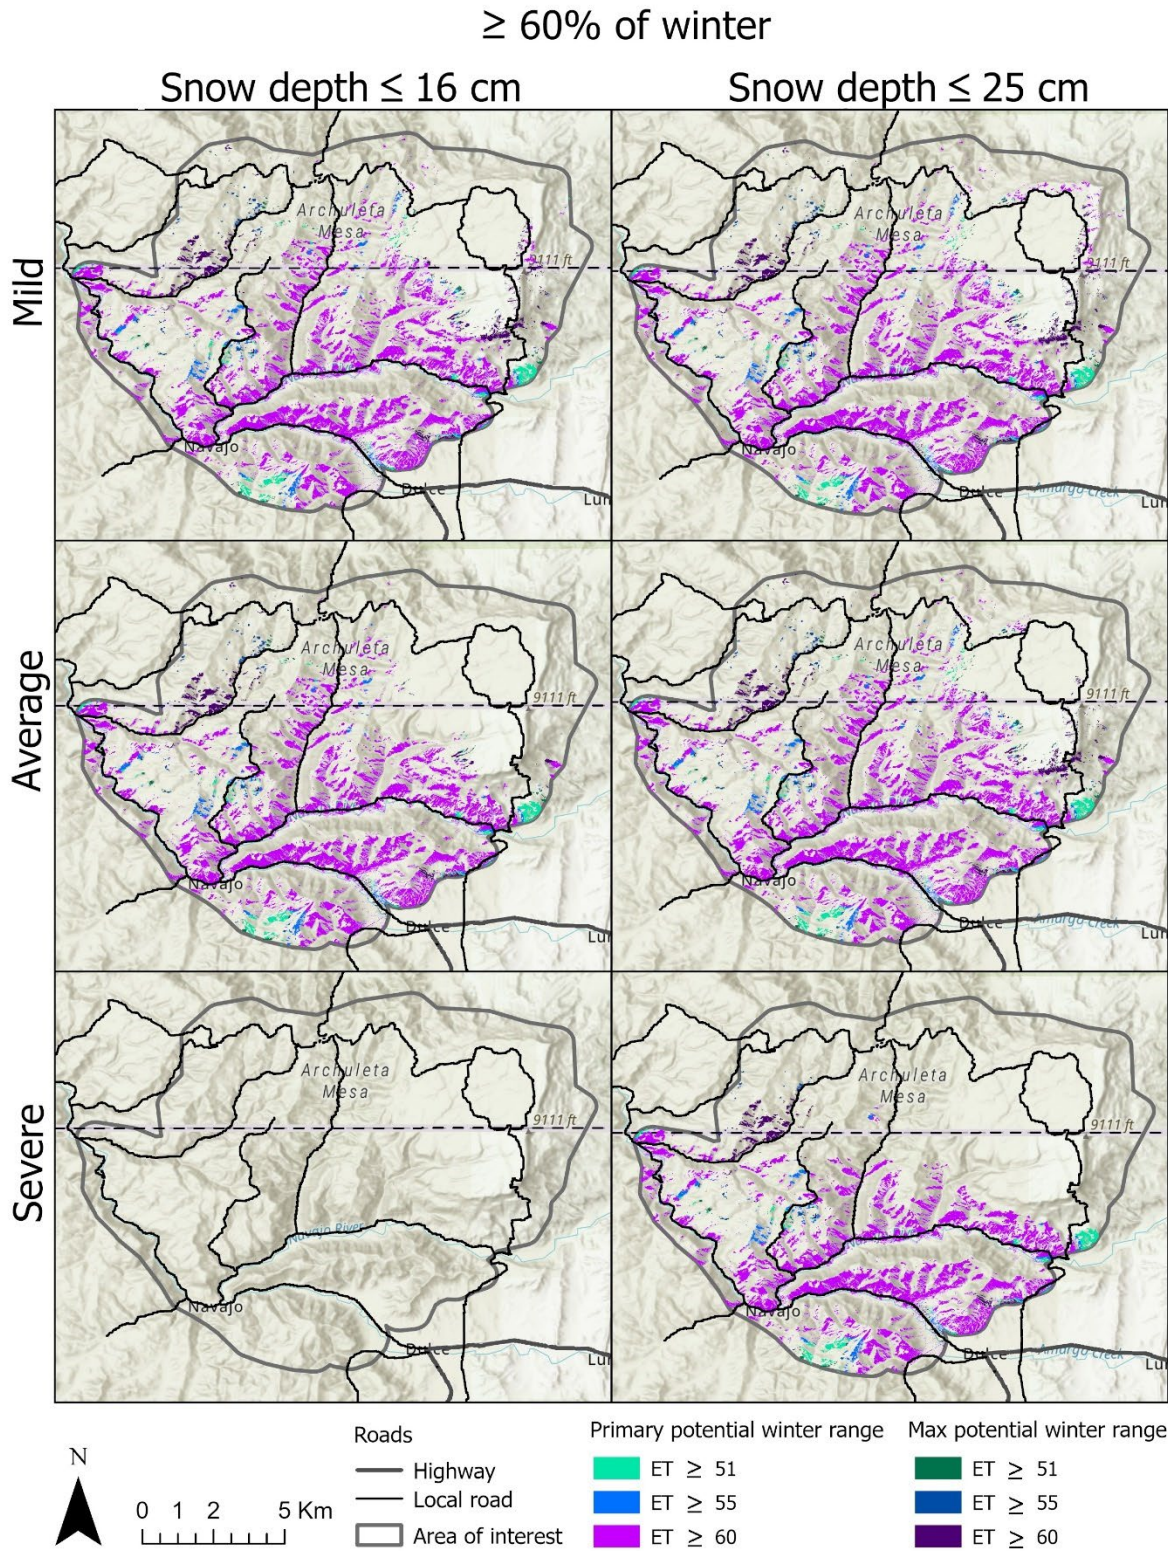 ≥ 60% of winter
Snow depth ≤ 16 cm
Snow depth ≤ 25 cm
Mild
Archuleta
Mesa
9111 ft
Navajo
Dulce
Archuleta
Mesa
9111 ft
Navajo
Dulce
Amargo Creek
Average
Archuleta
Mesa
9111 ft
Navajo
Dulce
Archuleta
Mesa
9111 ft
Navajo
Dulce
Amargo Creek
Severe
Archuleta
Mesa
9111 ft
Navajo River
Navajo
Dulce
Archuleta
Mesa
9111 ft
Navajo
Dulce
Amargo Creek
N
0 1 2 5 Km
Roads
Highway
Local road
Area of interest
Primary potential winter range
ET ≥ 51
ET ≥ 55
ET ≥ 60
Max potential winter range
ET ≥ 51
ET ≥ 55
ET ≥ 60